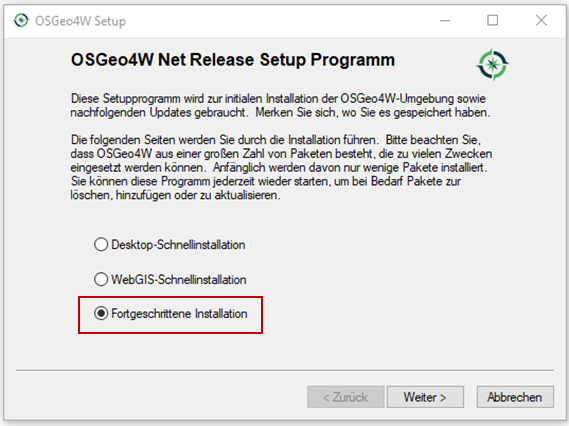 OSGeo4W Setup
OSGeo4W Net Release Setup Programm
Diese Setupprogramm wird zur initialen Installation der OSGeo4W-Umgebung sowie
nachfolgenden Updates gebraucht. Merken Sie sich, wo Sie es gespeichert haben.
Die folgenden Seiten werden Sie durch die Installation führen. Bitte beachten Sie,
dass OSGeo4W aus einer großen Zahl von Paketen besteht, die zu vielen Zwecken
eingesetzt werden können. Anfänglich werden davon nur wenige Pakete installiert.
Sie können diese Programm jederzeit wieder starten, um bei Bedarf Pakete zur
löschen, hinzufügen oder zu aktualisieren.
Desktop-Schnellinstallation
WebGIS-Schnellinstallation
Fortgeschrittene Installation
< Zurück Weiter > Abbrechen